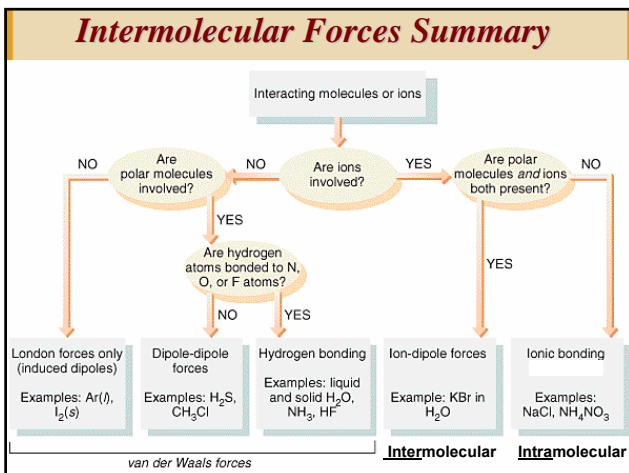 Intermolecular Forces Summary
Interacting molecules or ions
NO
Are
polar molecules
involved?
NO
Are ions
involved?
YES
Are polar
molecules and ions
both present?
NO
YES
Are hydrogen
atoms bonded to N,
O, or F atoms?
YES
NO
YES
London forces only
(induced dipoles)
Examples: Ar(l),
I₂(s)
Dipole-dipole
forces
Examples: H₂S,
CH₃Cl
Hydrogen bonding
Examples: liquid
and solid H₂O,
NH₃, HF
Ion-dipole forces
Example: KBr in
H₂O
Ionic bonding
Examples:
NaCl, NH₄NO₃
van der Waals forces
Intermolecular
Intramolecular